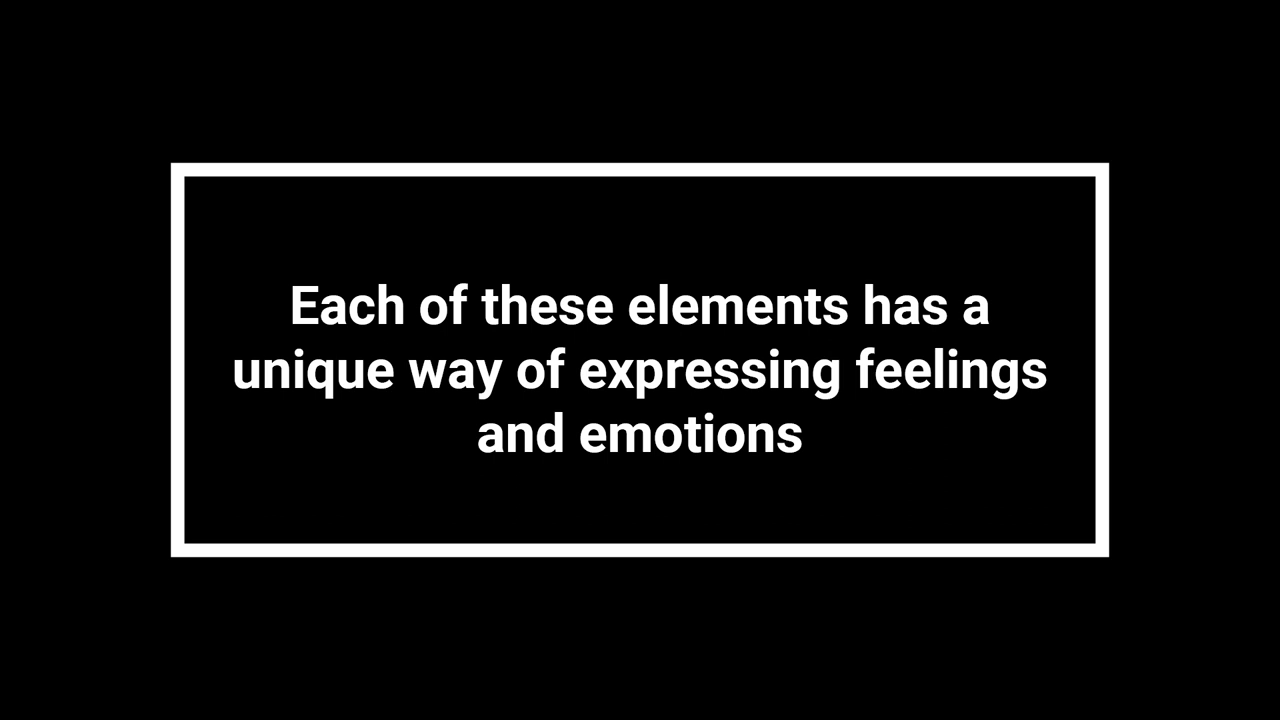 Each of these elements has a
unique way of expressing feelings
and emotions